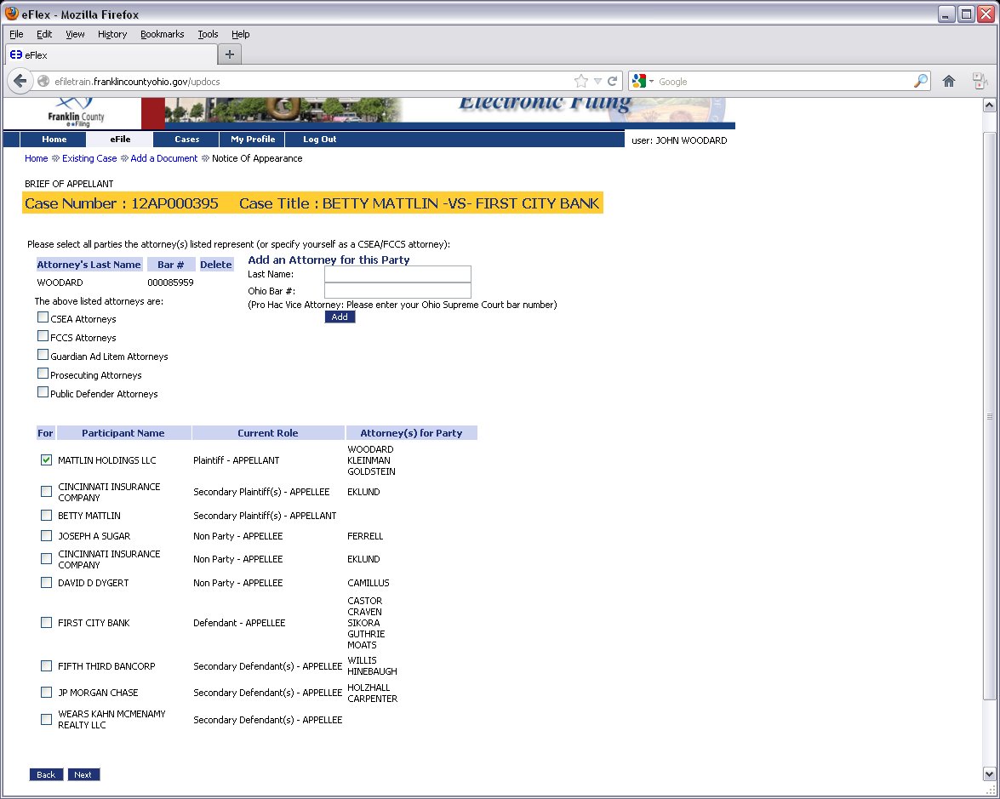 eFlex - Mozilla Firefox
File Edit View History Bookmarks Tools Help
eFlex
efiletrain.franklincountyohio.gov/updocs
Google
Franklin County
e★Filing
Electronic Filing
Home eFile Cases My Profile Log Out
user: JOHN WOODARD
Home Existing Case Add a Document Notice Of Appearance
BRIEF OF APPELLANT
Case Number : 12AP000395 Case Title : BETTY MATTLIN -VS- FIRST CITY BANK
Please select all parties the attorney(s) listed represent (or specify yourself as a CSEA/FCCS attorney):
Attorney's Last Name Bar # Delete
WOODARD 000085959
The above listed attorneys are:
CSEA Attorneys
FCCS Attorneys
Guardian Ad Litem Attorneys
Prosecuting Attorneys
Public Defender Attorneys
Add an Attorney for this Party
Last Name:
Ohio Bar #:
(Pro Hac Vice Attorney: Please enter your Ohio Supreme Court bar number)
Add
For Participant Name Current Role Attorney(s) for Party
MATTLIN HOLDINGS LLC Plaintiff - APPELLANT WOODARD
KLEINMAN
GOLDSTEIN
CINCINNATI INSURANCE
COMPANY Secondary Plaintiff(s) - APPELLEE EKLUND
BETTY MATTLIN Secondary Plaintiff(s) - APPELLANT
JOSEPH A SUGAR Non Party - APPELLEE FERRELL
CINCINNATI INSURANCE
COMPANY Non Party - APPELLEE EKLUND
DAVID D DYGERT Non Party - APPELLEE CAMILLUS
FIRST CITY BANK Defendant - APPELLEE CASTOR
CRAVEN
SIKORA
GUTHRIE
MOATS
FIFTH THIRD BANCORP Secondary Defendant(s) - APPELLEE WILLIS
HINEBAUGH
JP MORGAN CHASE Secondary Defendant(s) - APPELLEE HOLZHALL
CARPENTER
WEARS KAHN MCMENAMY
REALTY LLC Secondary Defendant(s) - APPELLEE
Back Next